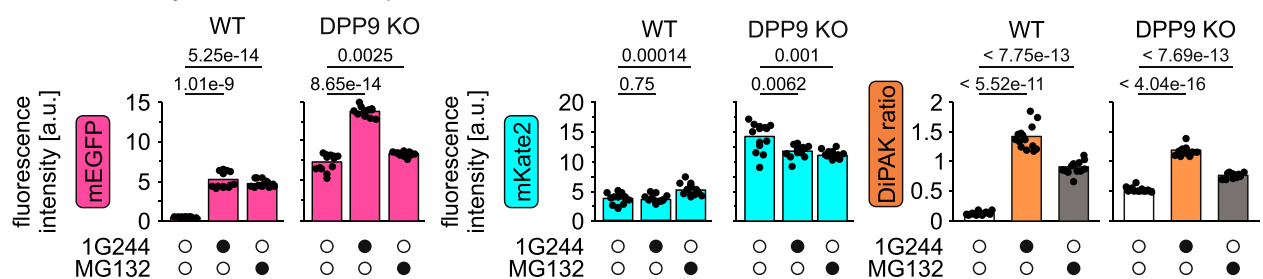 WT
DPP9 KO
5.25e-14
0.0025
1.01e-9
8.65e-14
fluorescence
intensity [a.u.]
mEGFP
15
10
5
0
WT
DPP9 KO
0.00014
0.001
0.75
0.0062
fluorescence
intensity [a.u.]
mKate2
20
15
10
5
0
WT
DPP9 KO
< 7.75e-13
< 7.69e-13
< 5.52e-11
< 4.04e-16
DiPAK ratio
2
1.5
1
0.5
0
1G244
MG132
1G244
MG132
1G244
MG132